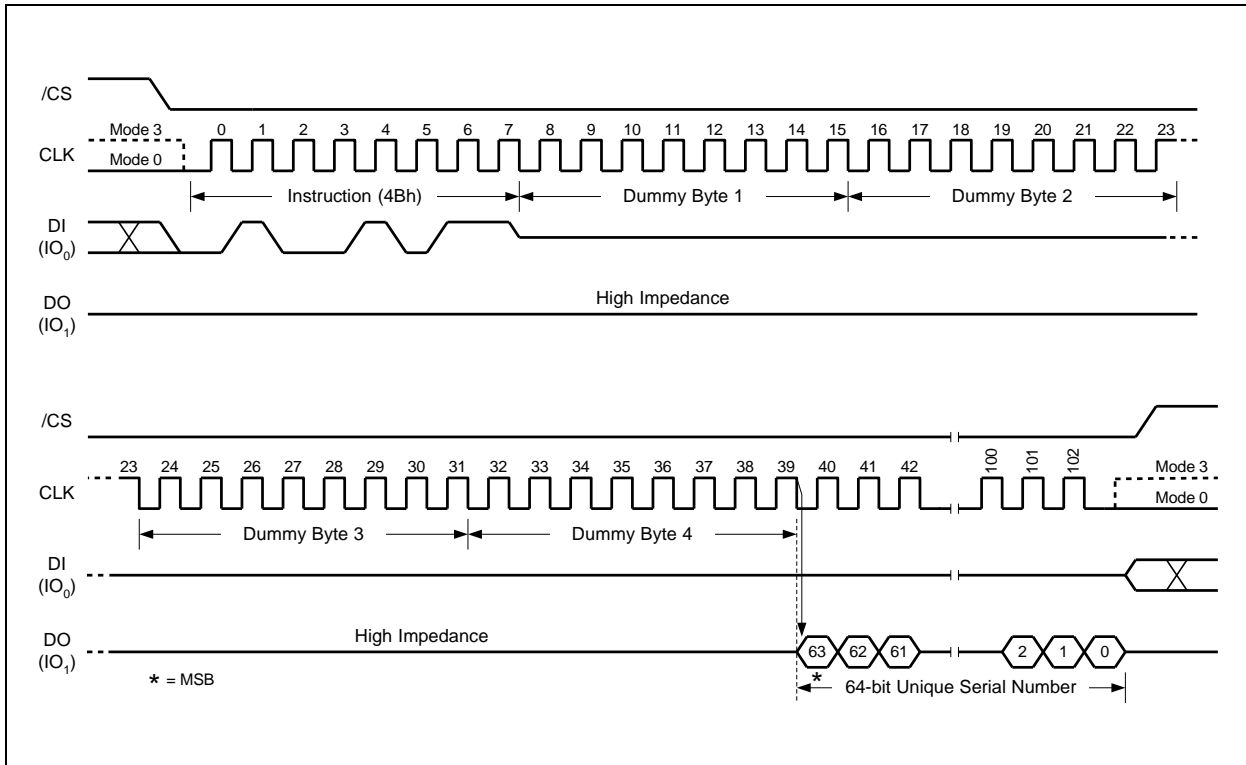 /CS
Mode 3
0 1 2 3 4 5 6 7 8 9 10 11 12 13 14 15 16 17 18 19 20 21 22 23
CLK
Mode 0
Instruction (4Bh)
Dummy Byte 1
Dummy Byte 2
DI
(IO0)
High Impedance
DO
(IO1)
/CS
23 24 25 26 27 28 29 30 31 32 33 34 35 36 37 38 39 40 41 42 100 101 102
Mode 3
CLK
Mode 0
Dummy Byte 3
Dummy Byte 4
DI
(IO0)
High Impedance
DO
(IO1)
63 62 61 2 1 0
* = MSB
*
64-bit Unique Serial Number